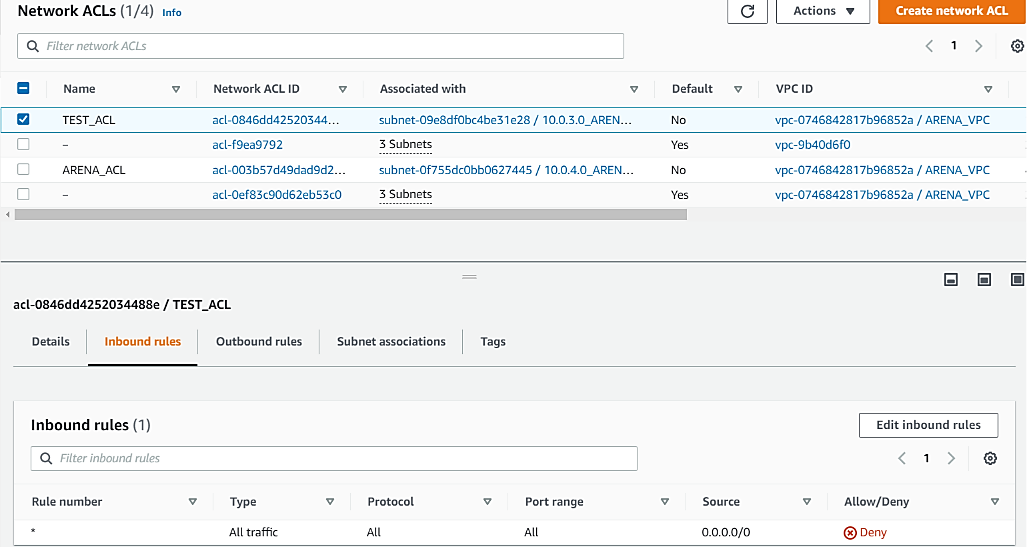 Network ACLs (1/4) Info Actions Create network ACL
Filter network ACLs 1
Name Network ACL ID Associated with Default VPC ID
TEST_ACL acl-0846dd42520344... subnet-09e8df0bc4be31e28 / 10.0.3.0_AREN... No vpc-0746842817b96852a / ARENA_VPC
– acl-f9ea9792 3 Subnets Yes vpc-9b40d6f0
ARENA_ACL acl-003b57d49dad9d2... subnet-0f755dc0bb0627445 / 10.0.4.0_AREN... No vpc-0746842817b96852a / ARENA_VPC
– acl-0ef83c90d62eb53c0 3 Subnets Yes vpc-0746842817b96852a / ARENA_VPC
acl-0846dd4252034488e / TEST_ACL
Details Inbound rules Outbound rules Subnet associations Tags
Inbound rules (1) Edit inbound rules
Filter inbound rules 1
Rule number Type Protocol Port range Source Allow/Deny
* All traffic All All 0.0.0.0/0 Deny